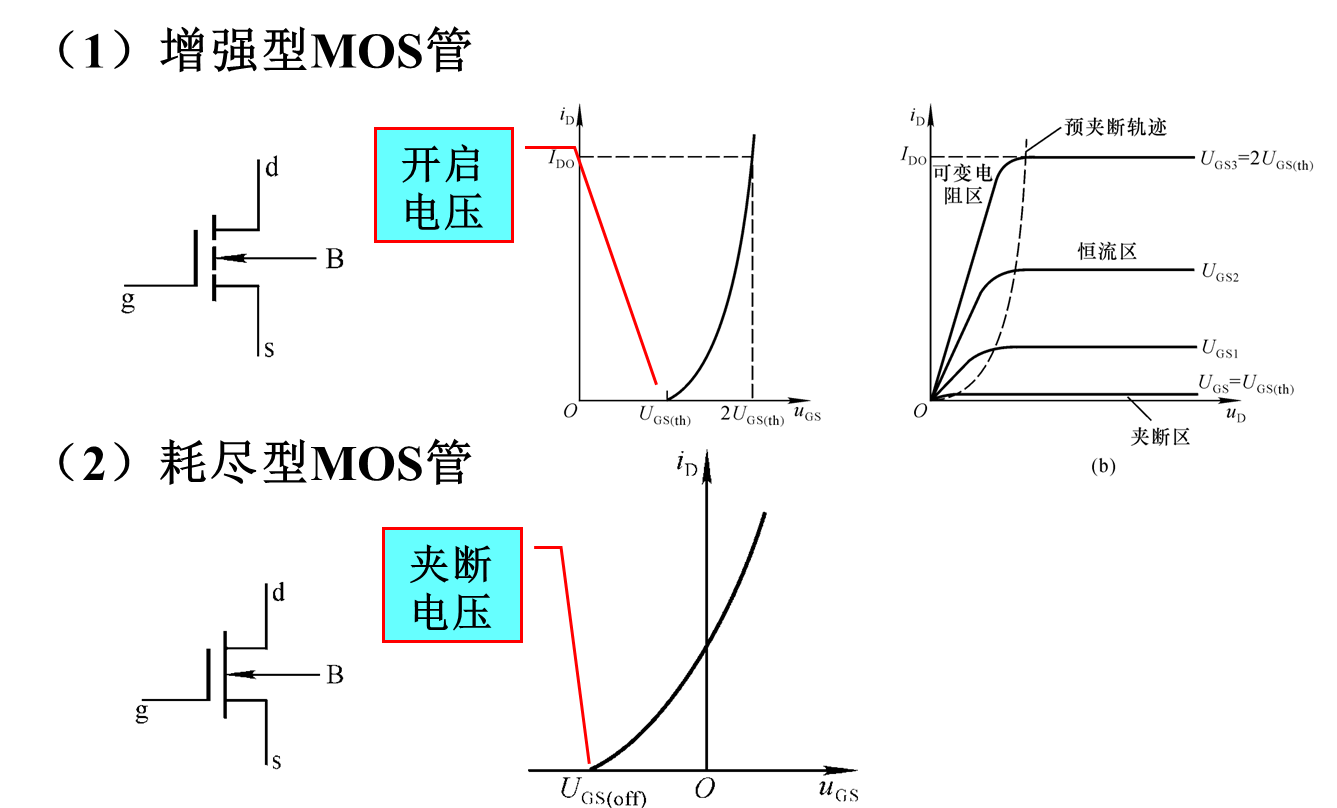 （1）增强型MOS管
d
B
g
s
开启
电压
iD
IDO
O
UGS(th)
2UGS(th)
uGS
iD
预夹断轨迹
IDO
可变电
阻区
UGS3=2UGS(th)
恒流区
UGS2
UGS1
UGS=UGS(th)
O
uD
夹断区
(b)
（2）耗尽型MOS管
d
B
g
s
夹断
电压
iD
UGS(off)
O
uGS